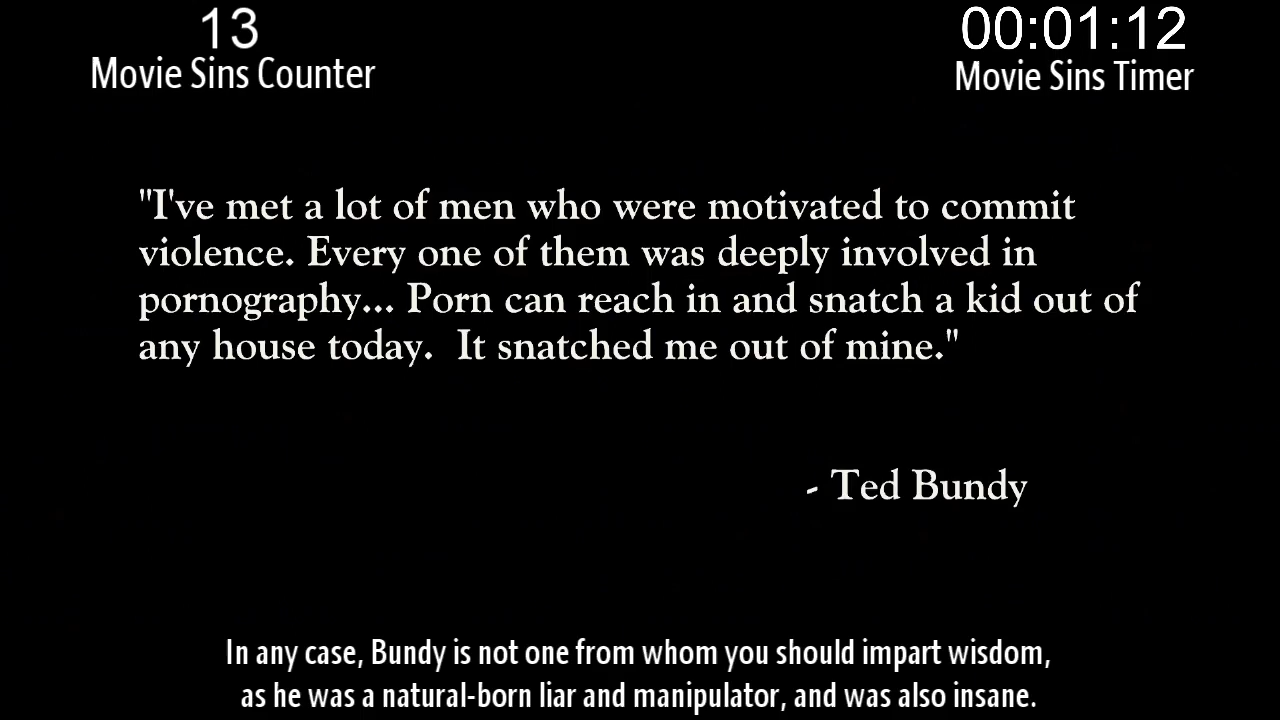 13
Movie Sins Counter
00:01:12
Movie Sins Timer
"I've met a lot of men who were motivated to commit
violence. Every one of them was deeply involved in
pornography... Porn can reach in and snatch a kid out of
any house today.  It snatched me out of mine."
- Ted Bundy
In any case, Bundy is not one from whom you should impart wisdom,
as he was a natural-born liar and manipulator, and was also insane.